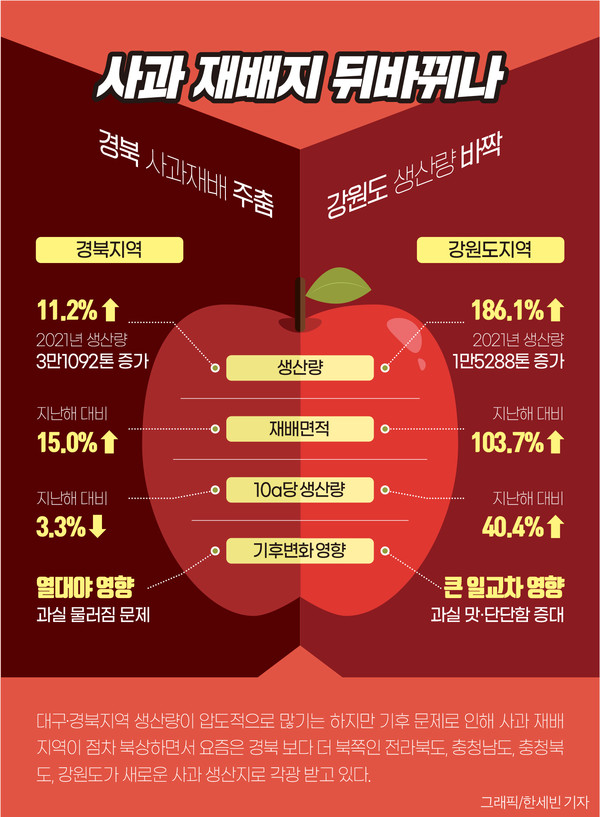 사과 재배지 뒤바뀌나
경북 사과재배 주춤
강원도 생산량 바짝
경북지역
강원도지역
11.2%⬆
2021년 생산량
3만1092톤 증가
생산량
186.1%⬆
2021년 생산량
1만5288톤 증가
지난해 대비
15.0%⬆
재배면적
지난해 대비
103.7%⬆
지난해 대비
3.3%⬇
10a당 생산량
지난해 대비
40.4%⬆
기후변화 영향
열대야 영향
과실 물러짐 문제
큰 일교차 영향
과실 맛·단단함 증대
대구·경북지역 생산량이 압도적으로 많기는 하지만 기후 문제로 인해 사과 재배
지역이 점차 북상하면서 요즘은 경북 보다 더 북쪽인 전라북도, 충청남도, 충청북
도, 강원도가 새로운 사과 생산지로 각광 받고 있다.
그래픽/한세빈 기자